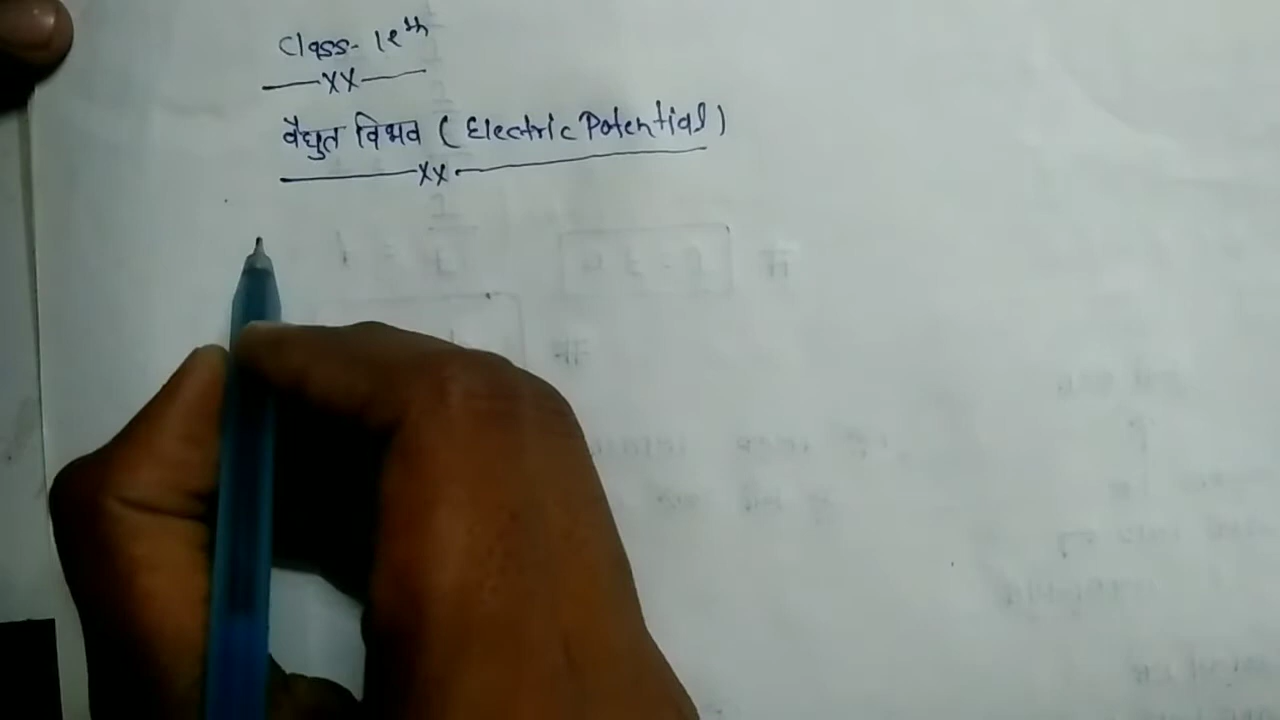 Class- 12th
——XX——
वैधुत विभव (Electric Potential)
———XX———